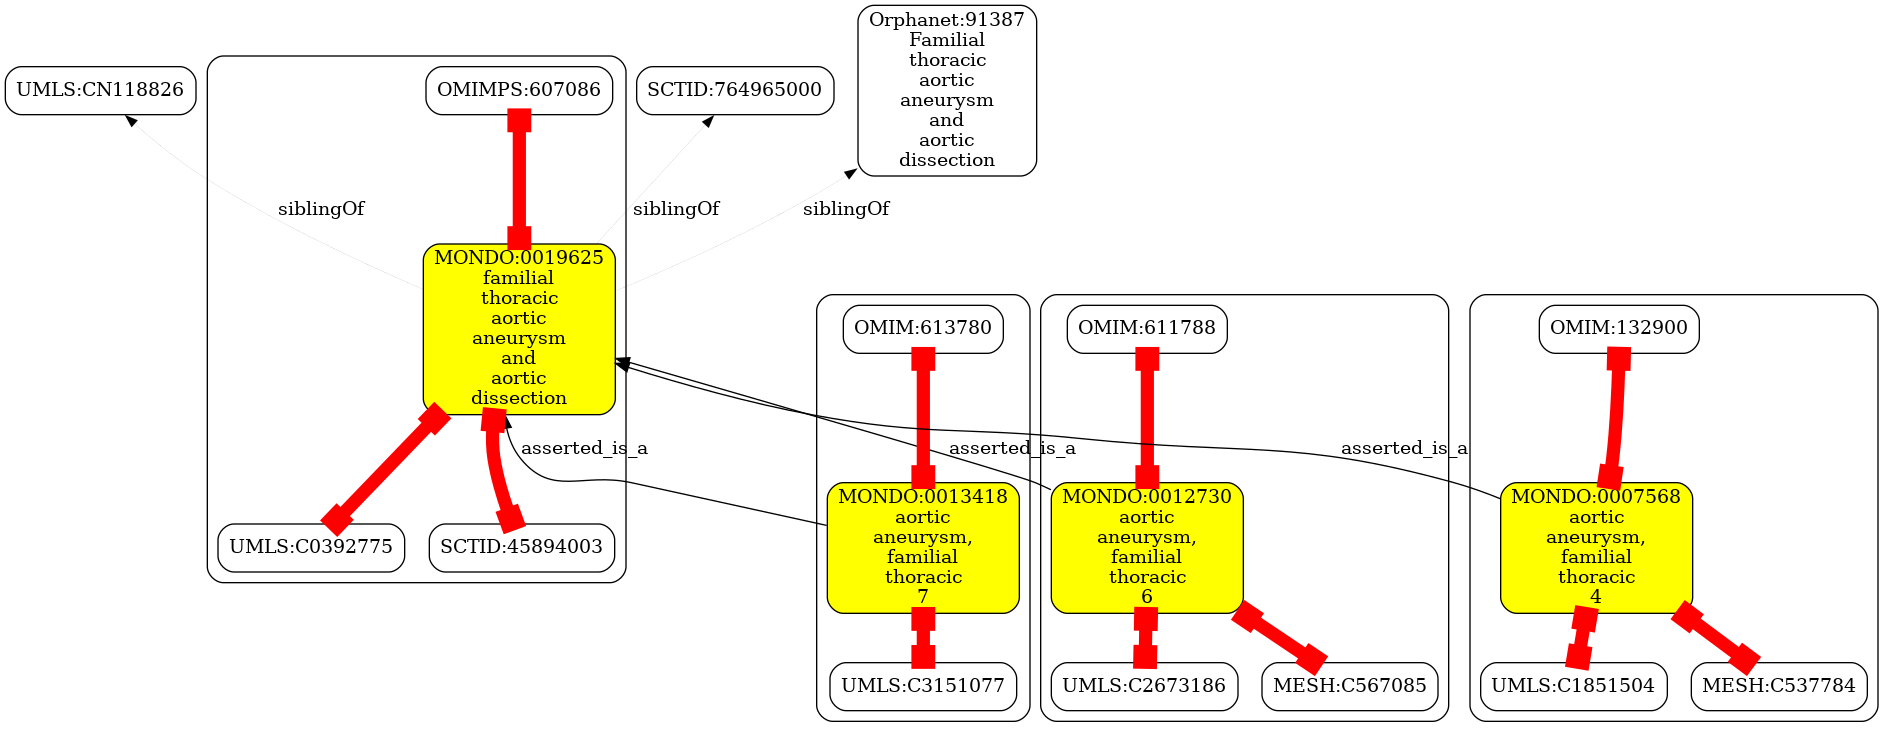 Orphanet:91387
Familial
thoracic
aortic
aneurysm
and
aortic
dissection
UMLS:CN118826
OMIMPS:607086
SCTID:764965000
siblingOf
siblingOf
siblingOf
MONDO:0019625
familial
thoracic
aortic
aneurysm
and
aortic
dissection
OMIM:613780
OMIM:611788
OMIM:132900
asserted_is_a
asserted_is_a
asserted_is_a
UMLS:C0392775
SCTID:45894003
MONDO:0013418
aortic
aneurysm,
familial
thoracic
7
MONDO:0012730
aortic
aneurysm,
familial
thoracic
6
MONDO:0007568
aortic
aneurysm,
familial
thoracic
4
UMLS:C3151077
UMLS:C2673186
MESH:C567085
UMLS:C1851504
MESH:C537784